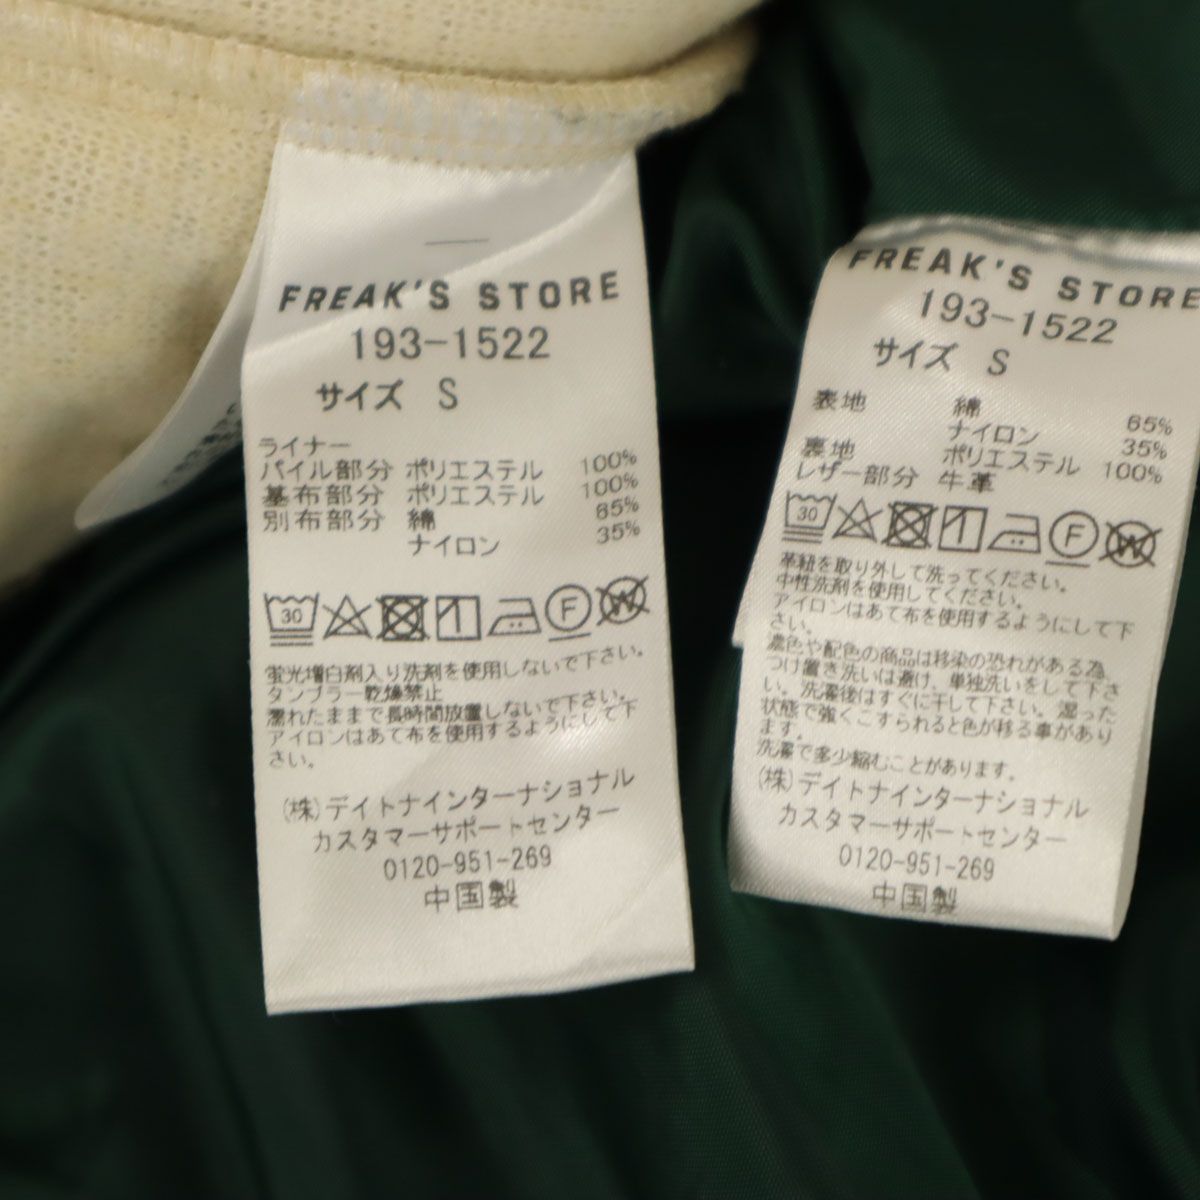 FREAK'S STORE
193-1522
サイズ S
ライナー
パイル部分 ポリエステル 100%
基布部分 ポリエステル 100%
別布部分 綿 65%
ナイロン 35%
30
1
F
W
蛍光増白剤入り洗剤を使用しないで下さい。
タンブラー乾燥禁止
濡れたままで長時間放置しないで下さい。
アイロンはあて布を使用するようにして下
さい。
(株)デイトナインターナショナル
カスタマーサポートセンター
0120-951-269
中国製
FREAK'S STORE
193-1522
サイズ S
表地 綿 65%
ナイロン 35%
裏地 ポリエステル 100%
レザー部分 牛革
30
1
F
W
革紐を取り外して洗ってください。
中性洗剤を使用してください。
アイロンはあて布を使用するようにして下
さい。
濃色や配色の商品は移染の恐れがある為、
つけ置き洗いは避け、単独洗いをして下さ
い。洗濯後はすぐに干して下さい。湿った
状態で強くこすられると色が移る事があり
ます。
洗濯で多少縮むことがあります。
(株)デイトナインターナショナル
カスタマーサポートセンター
0120-951-269
中国製